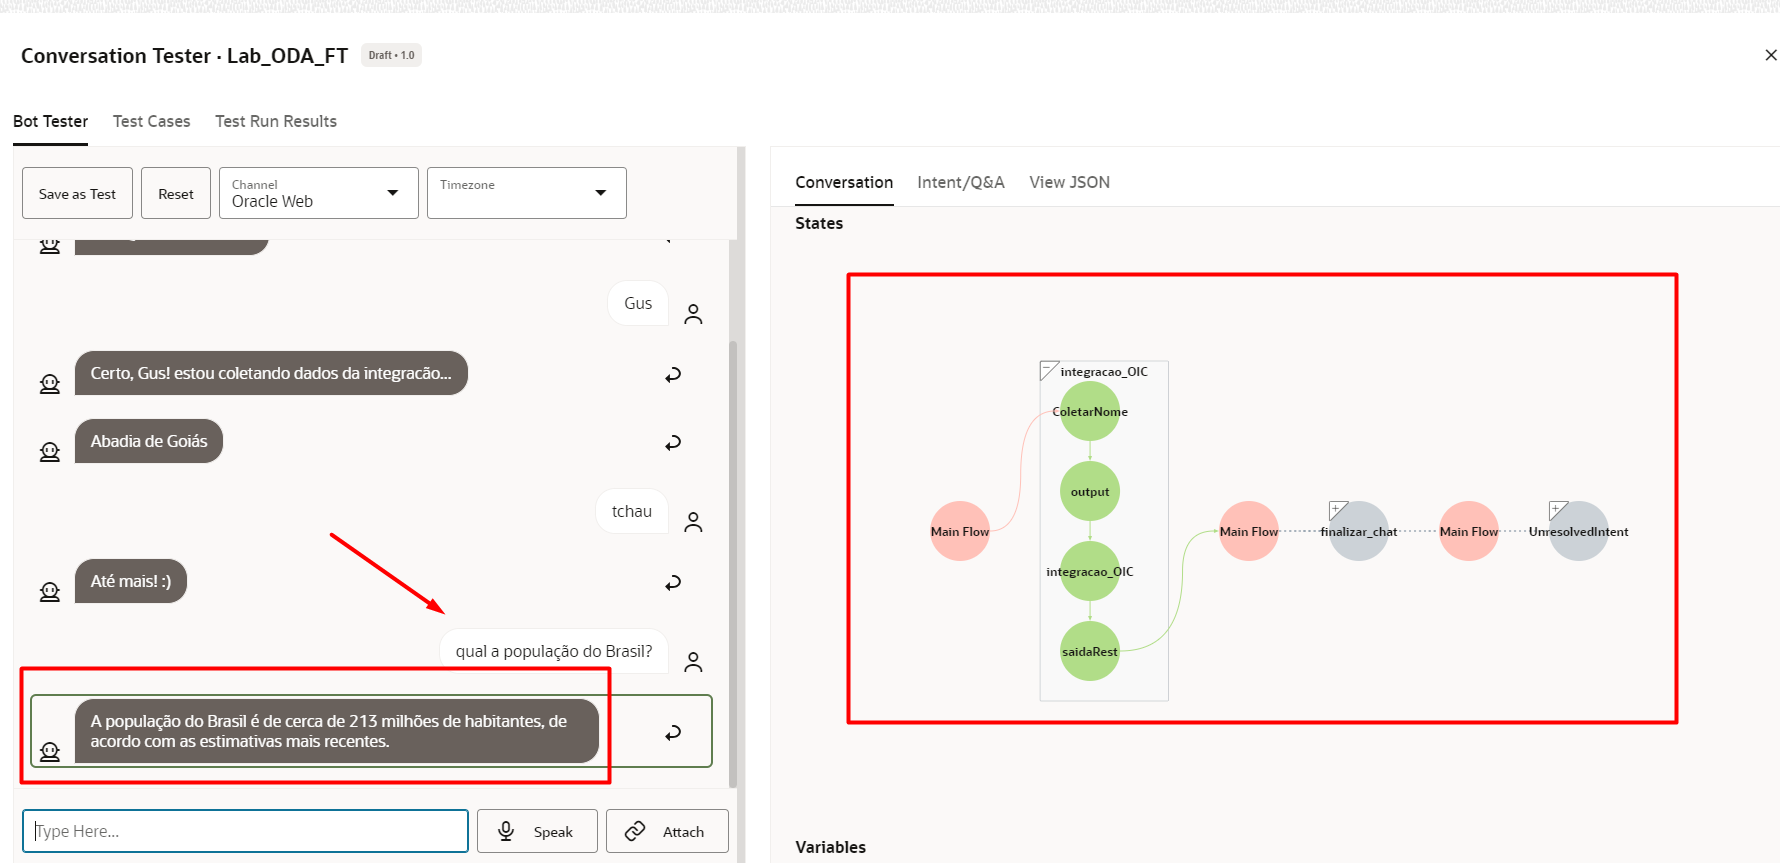 Conversation Tester · Lab_ODA_FT
Draft • 1.0
Bot Tester
Test Cases
Test Run Results
Save as Test
Reset
Channel
Oracle Web
Timezone
Gus
Certo, Gus! estou coletando dados da integracão...
Abadia de Goiás
tchau
Até mais! :)
qual a população do Brasil?
A população do Brasil é de cerca de 213 milhões de habitantes, de
acordo com as estimativas mais recentes.
Type Here...
Speak
Attach
Conversation
Intent/Q&A
View JSON
States
integracao_OIC
ColetarNome
output
integracao_OIC
saidaRest
Main Flow
Main Flow
finalizar_chat
Main Flow
UnresolvedIntent
Variables